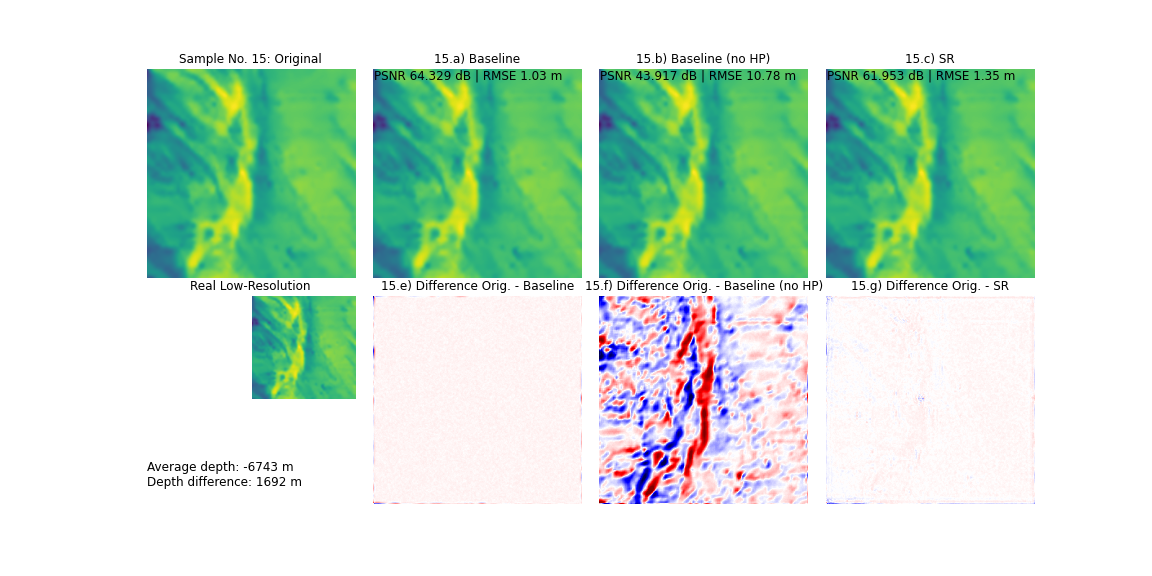 Sample No. 15: Original
15.a) Baseline
15.b) Baseline (no HP)
15.c) SR
PSNR 64.329 dB | RMSE 1.03 m
PSNR 43.917 dB | RMSE 10.78 m
PSNR 61.953 dB | RMSE 1.35 m
Real Low-Resolution
15.e) Difference Orig. - Baseline
15.f) Difference Orig. - Baseline (no HP)
15.g) Difference Orig. - SR
Average depth: -6743 m
Depth difference: 1692 m